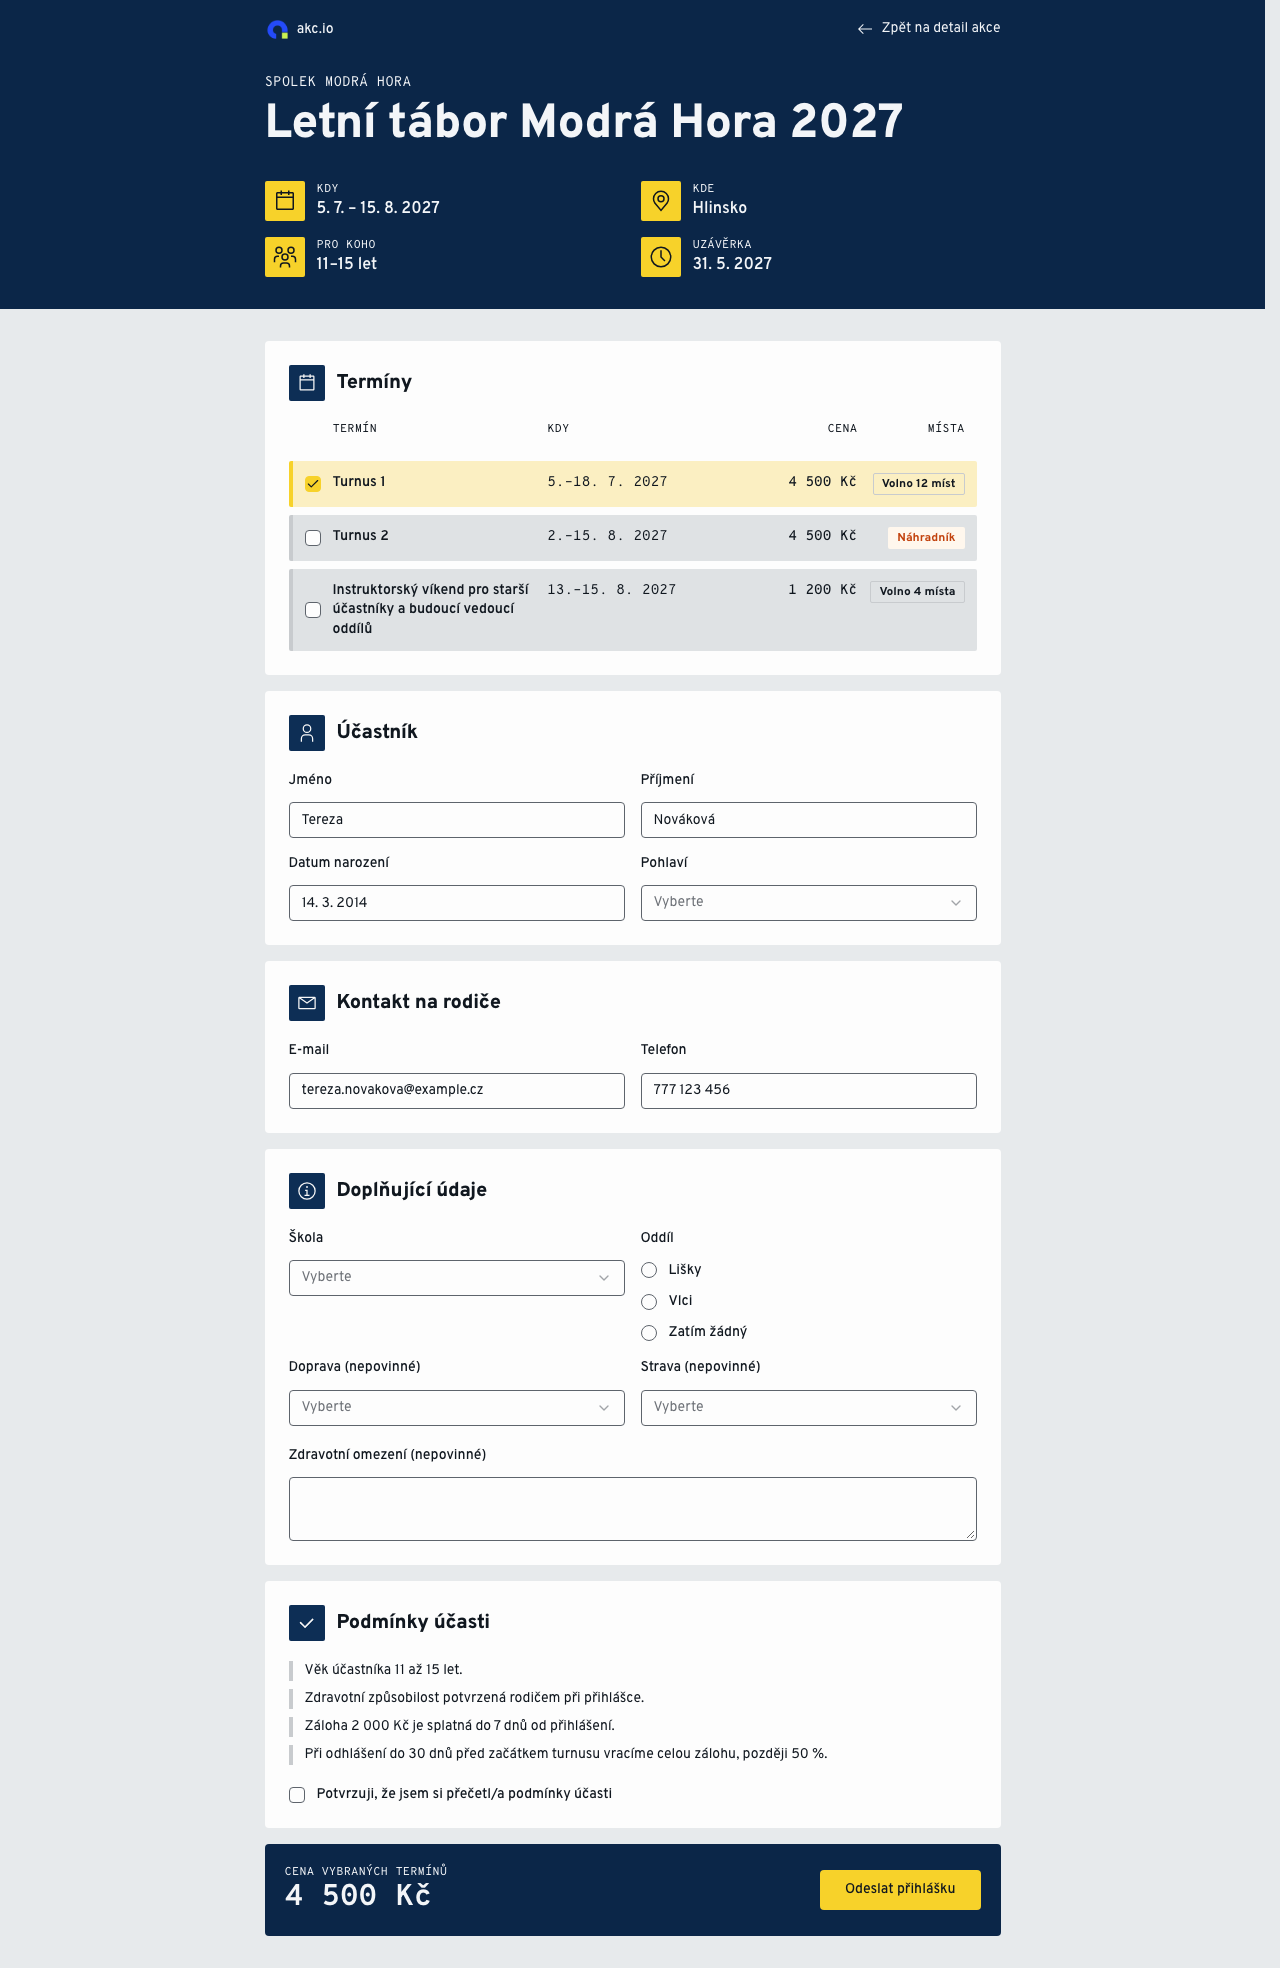 akc.io
Zpět na detail akce
SPOLEK MODRÁ HORA
Letní tábor Modrá Hora 2027
KDY
5. 7. – 15. 8. 2027
KDE
Hlinsko
PRO KOHO
11–15 let
UZÁVĚRKA
31. 5. 2027
Termíny
TERMÍN KDY CENA MÍSTA
Turnus 1 5.–18. 7. 2027 4 500 Kč Volno 12 míst
Turnus 2 2.–15. 8. 2027 4 500 Kč Náhradník
Instruktorský víkend pro starší 13.–15. 8. 2027 1 200 Kč Volno 4 místa
účastníky a budoucí vedoucí
oddílů
Účastník
Jméno
Tereza
Příjmení
Nováková
Datum narození
14. 3. 2014
Pohlaví
Vyberte
Kontakt na rodiče
E-mail
tereza.novakova@example.cz
Telefon
777 123 456
Doplňující údaje
Škola
Vyberte
Oddíl
Lišky
Vlci
Zatím žádný
Doprava (nepovinné)
Vyberte
Strava (nepovinné)
Vyberte
Zdravotní omezení (nepovinné)
Podmínky účasti
Věk účastníka 11 až 15 let.
Zdravotní způsobilost potvrzená rodičem při přihlášce.
Záloha 2 000 Kč je splatná do 7 dnů od přihlášení.
Při odhlášení do 30 dnů před začátkem turnusu vracíme celou zálohu, později 50 %.
Potvrzuji, že jsem si přečetl/a podmínky účasti
CENA VYBRANÝCH TERMÍNŮ
4 500 Kč
Odeslat přihlášku